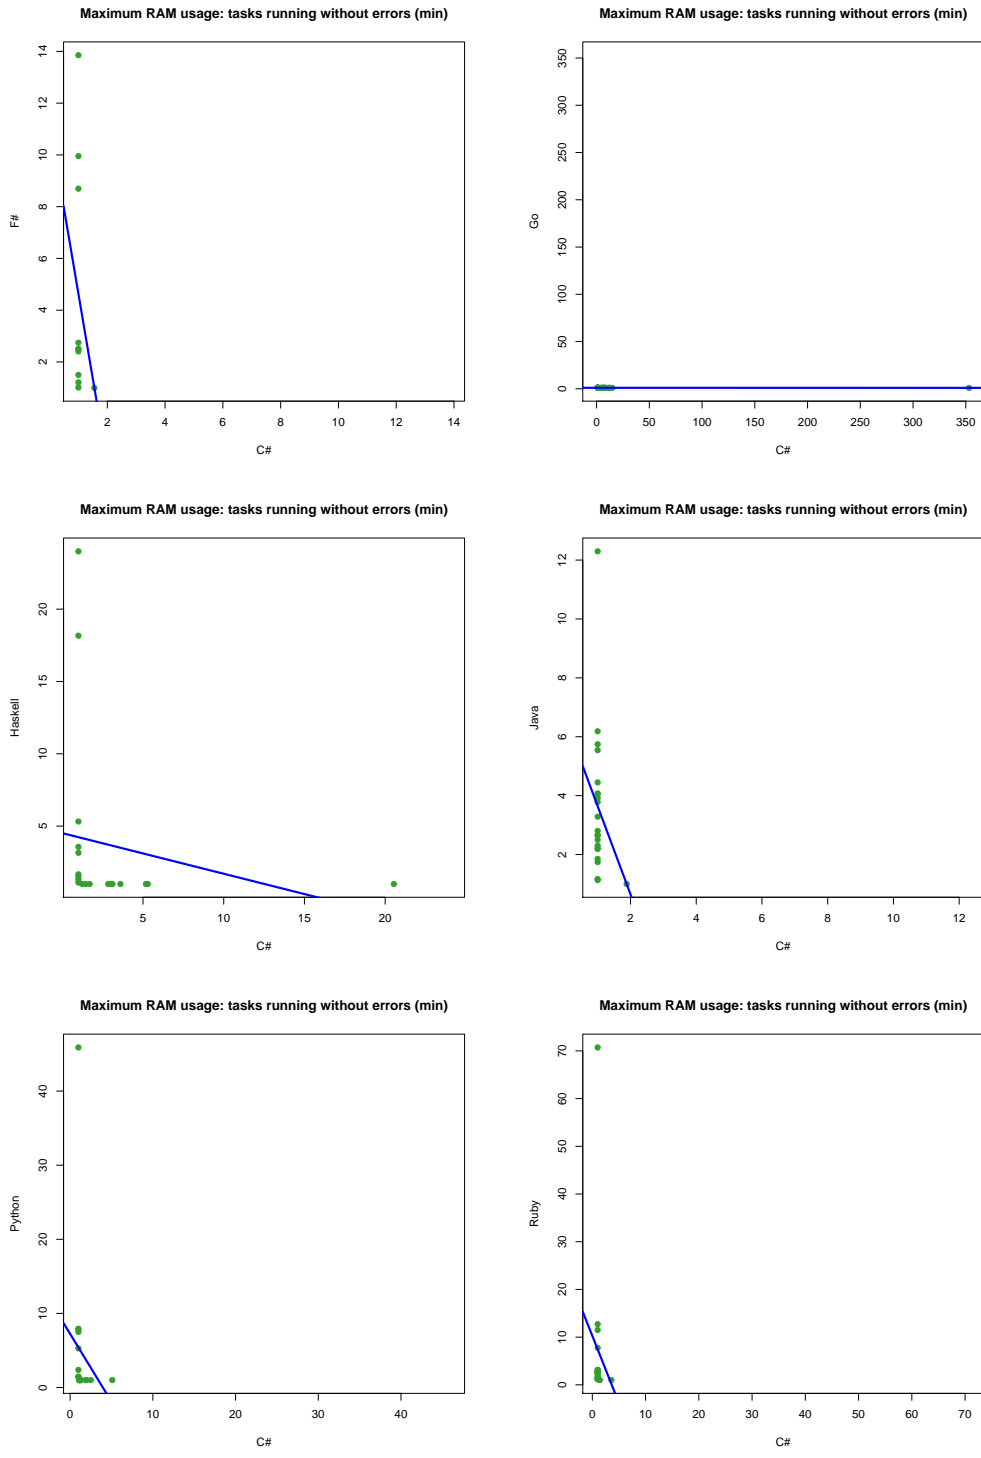 Maximum RAM usage: tasks running without errors (min)
14
12
10
8
6
4
2
F#
2 4 6 8 10 12 14
C#
Maximum RAM usage: tasks running without errors (min)
350
300
250
200
150
100
50
0
Go
0 50 100 150 200 250 300 350
C#
Maximum RAM usage: tasks running without errors (min)
20
15
10
5
Haskell
5 10 15 20
C#
Maximum RAM usage: tasks running without errors (min)
12
10
8
6
4
2
Java
2 4 6 8 10 12
C#
Maximum RAM usage: tasks running without errors (min)
40
30
20
10
0
Python
0 10 20 30 40
C#
Maximum RAM usage: tasks running without errors (min)
70
60
50
40
30
20
10
0
Ruby
0 10 20 30 40 50 60 70
C#